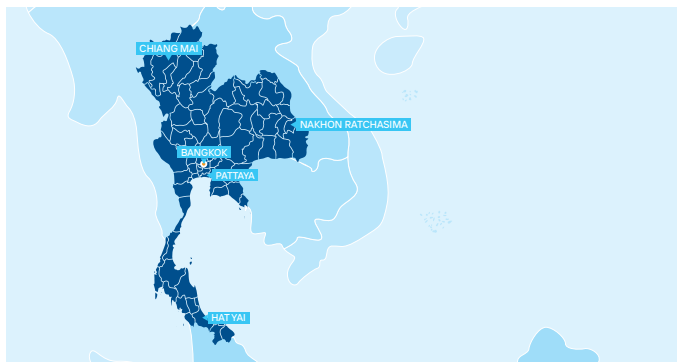 CHIANG MAI
NAKHON RATCHASIMA
BANGKOK
PATTAYA
HAT YAI